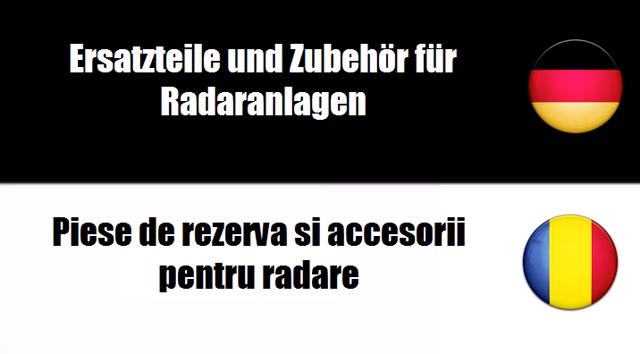 Ersatzteile und Zubehör für
Radaranlagen
Piese de rezerva si accesorii
pentru radare